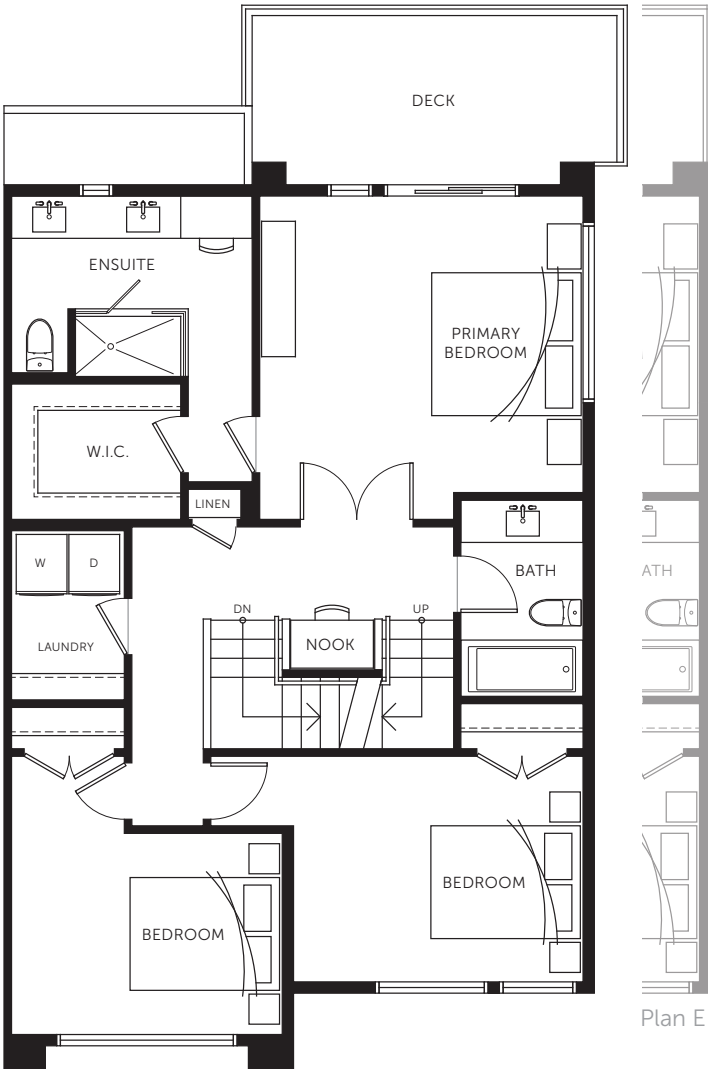 DECK
ENSUITE
PRIMARY
BEDROOM
W.I.C.
LINEN
W
D
BATH
ATH
DN
UP
NOOK
LAUNDRY
BEDROOM
BEDROOM
Plan E